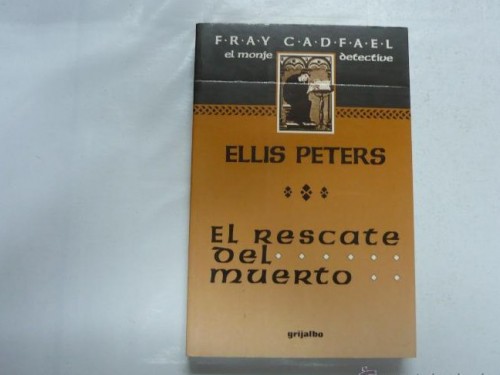 F·R·A·Y C·A·D·F·A·E·L
el monje detective
ELLIS PETERS
El rescate
del
muerto
grijalbo